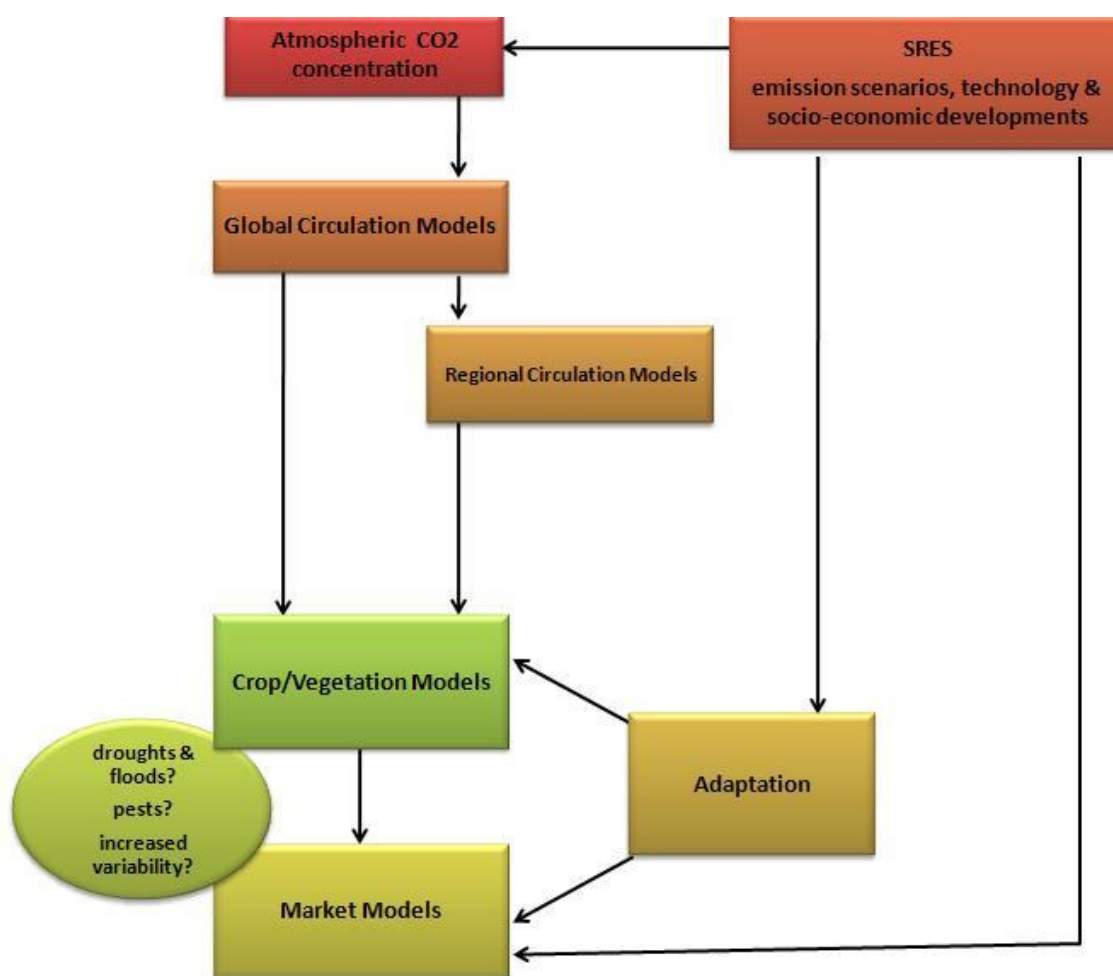 Atmospheric CO2
concentration
SRES
emission scenarios, technology &
socio-economic developments
Global Circulation Models
Regional Circulation Models
Crop/Vegetation Models
droughts &
floods?
pests?
increased
variability?
Adaptation
Market Models